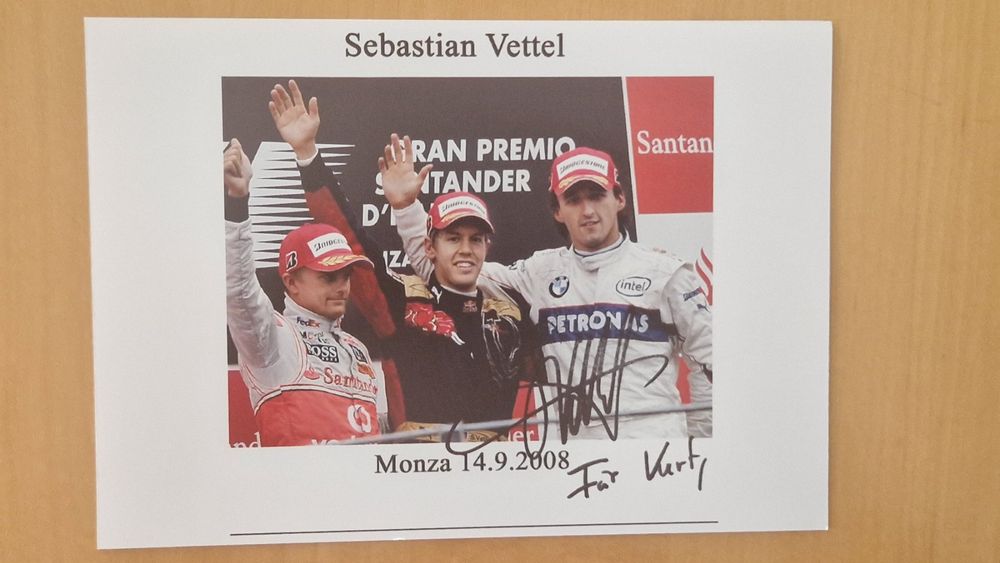 Sebastian Vettel
GRAN PREMIO
SANTANDER
D'
Santan
BRIDGESTONE
BRIDGESTONE
BRIDGESTONE
intel
PETRONAS
FedEx
BOSS
Santander
Monza 14.9.2008
Für Kurt,